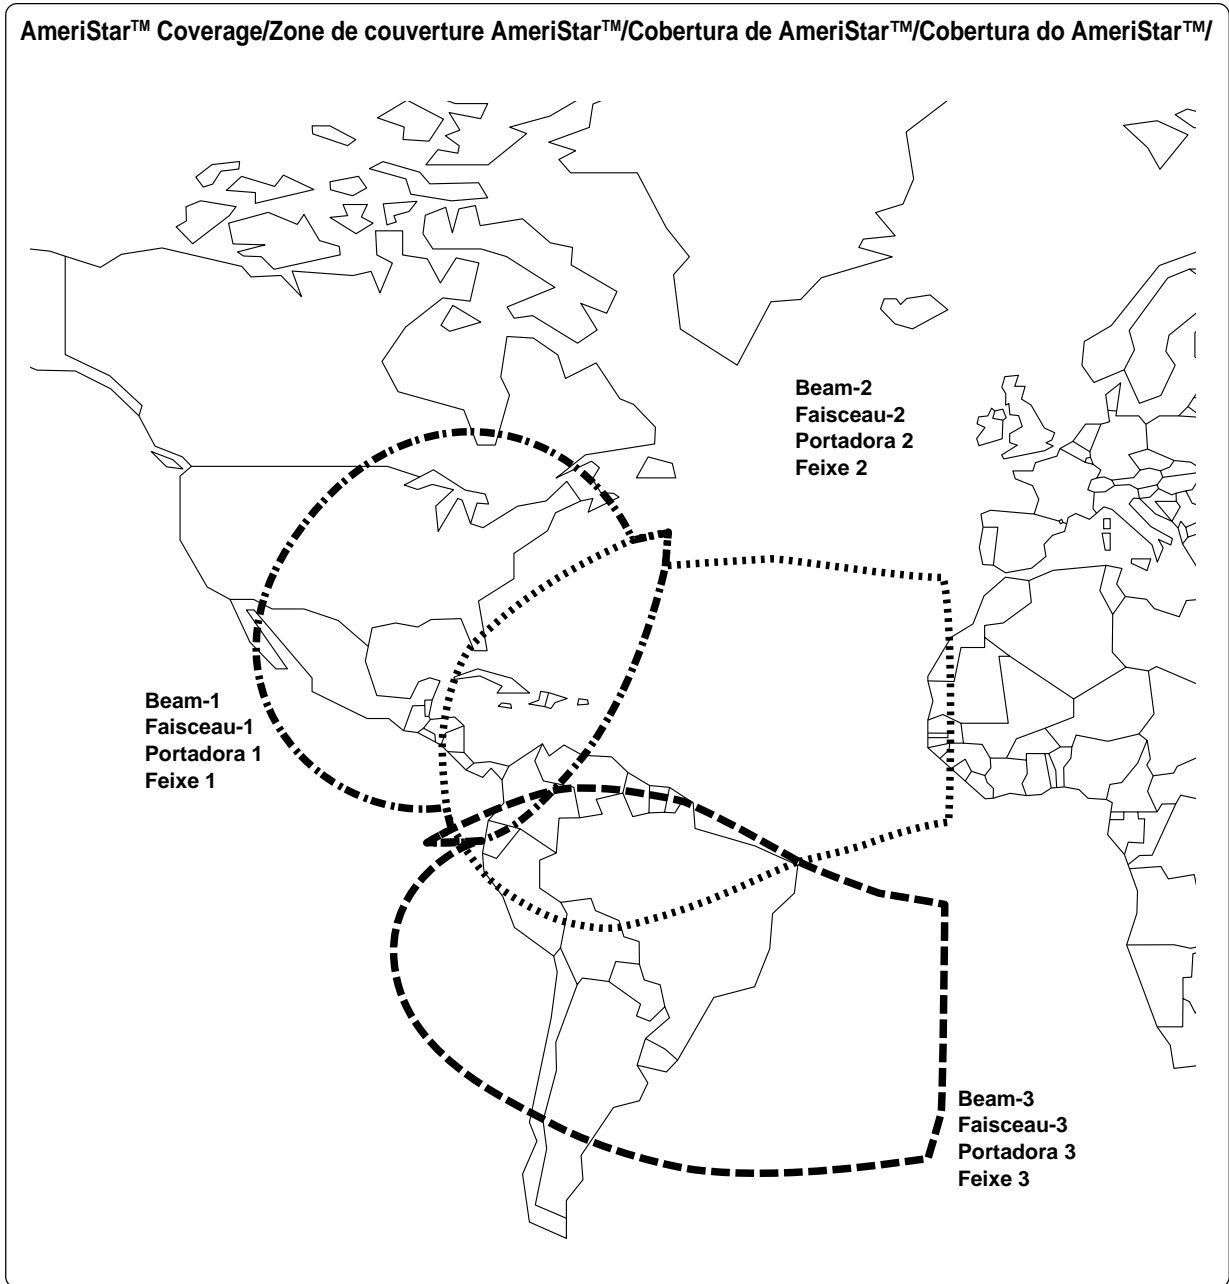 AmeriStar™ Coverage/Zone de couverture AmeriStar™/Cobertura de AmeriStar™/Cobertura do AmeriStar™/
Beam-2
Faisceau-2
Portadora 2
Feixe 2
Beam-1
Faisceau-1
Portadora 1
Feixe 1
Beam-3
Faisceau-3
Portadora 3
Feixe 3